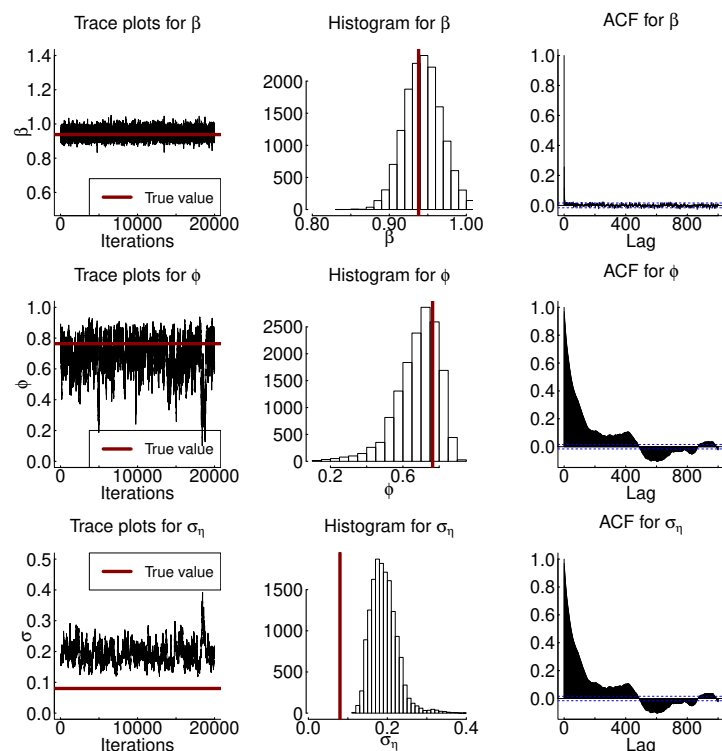 Trace plots for β
1.4
1.2
1.0
0.8
0.6
β
True value
0 10000 20000
Iterations
Histogram for β
2000
1500
1000
500
0
0.80 0.90 1.00
β
ACF for β
1.0
0.8
0.6
0.4
0.2
0.0
0 400 800
Lag
Trace plots for ϕ
1.0
0.8
0.6
0.4
0.2
0.0
ϕ
True value
0 10000 20000
Iterations
Histogram for ϕ
2500
2000
1500
1000
500
0
0.2 0.6
ϕ
ACF for ϕ
1.0
0.8
0.6
0.4
0.2
0.0
0 400 800
Lag
Trace plots for ση
0.5
0.4
0.3
0.2
0.1
0.0
σ
True value
0 10000 20000
Iterations
Histogram for ση
1500
1000
500
0
0.0 0.2 0.4
ση
ACF for ση
1.0
0.8
0.6
0.4
0.2
0.0
0 400 800
Lag